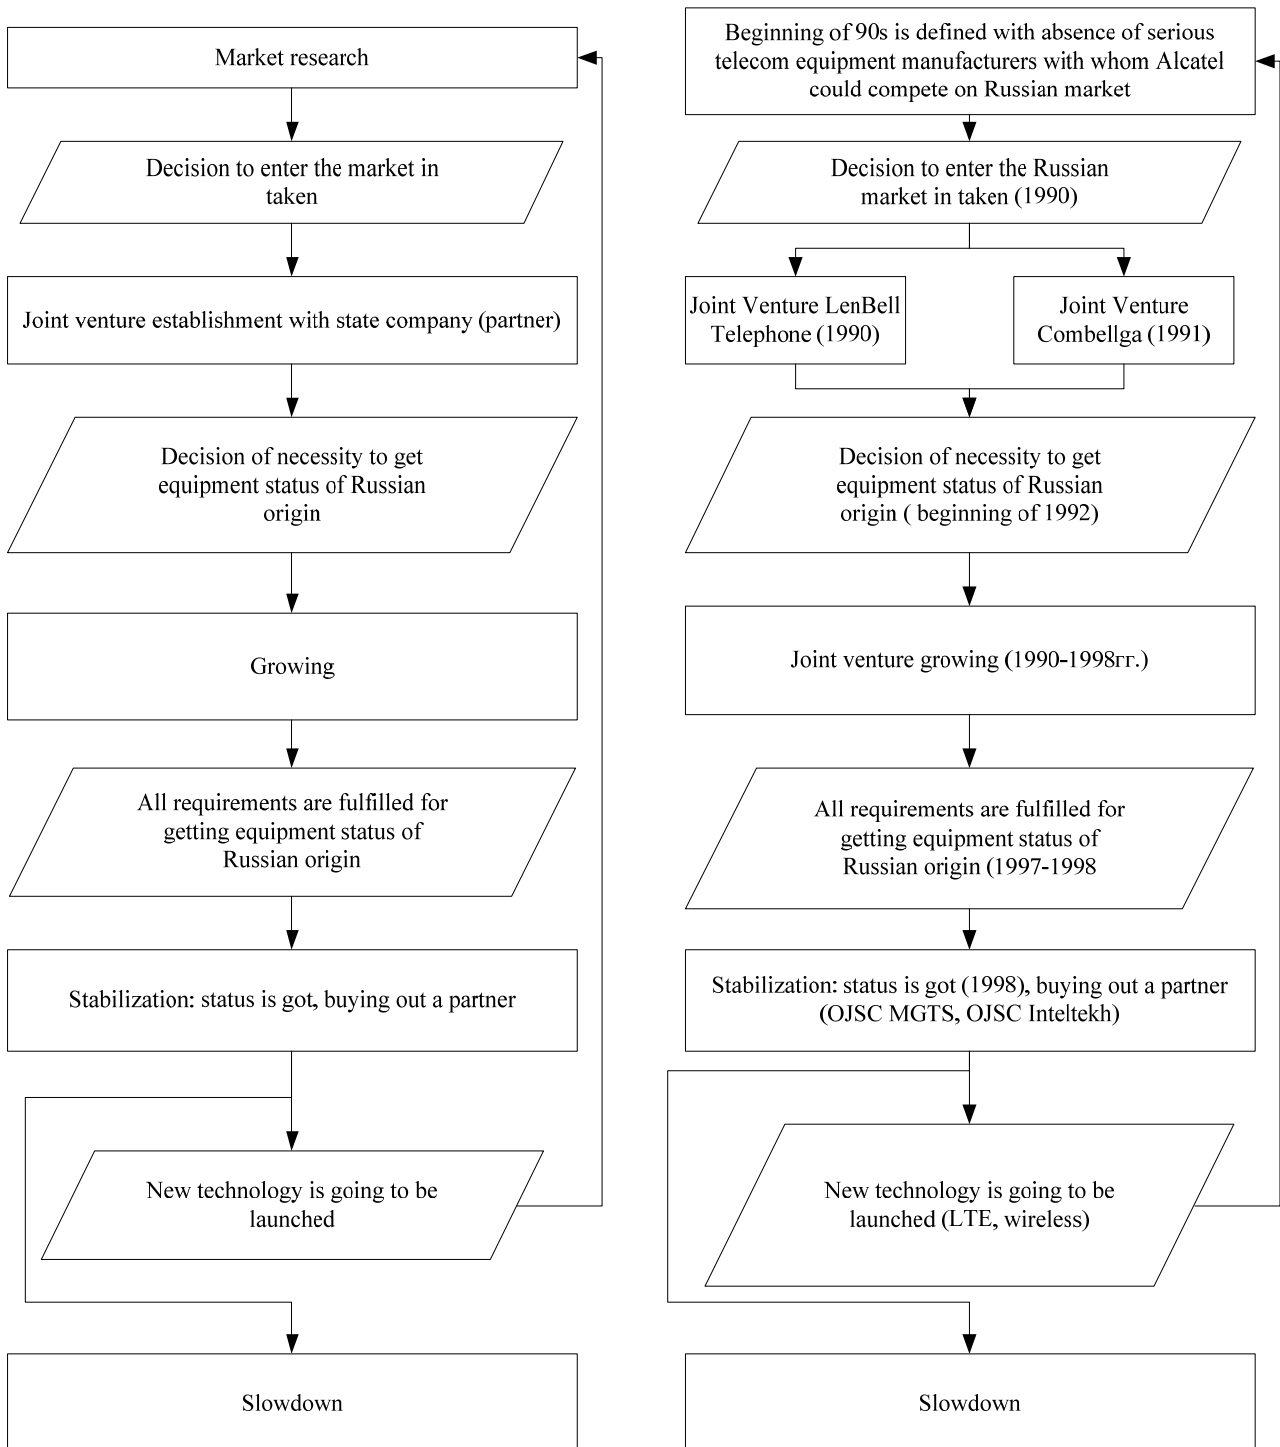 Market research
Decision to enter the market in
taken
Joint venture establishment with state company (partner)
Decision of necessity to get
equipment status of Russian
origin
Growing
All requirements are fulfilled for
getting equipment status of
Russian origin
Stabilization: status is got, buying out a partner
New technology is going to be
launched
Slowdown
Beginning of 90s is defined with absence of serious
telecom equipment manufacturers with whom Alcatel
could compete on Russian market
Decision to enter the Russian
market in taken (1990)
Joint Venture LenBell
Telephone (1990)
Joint Venture
Combellga (1991)
Decision of necessity to get
equipment status of Russian
origin ( beginning of 1992)
Joint venture growing (1990-1998гг.)
All requirements are fulfilled for
getting equipment status of
Russian origin (1997-1998
Stabilization: status is got (1998), buying out a partner
(OJSC MGTS, OJSC Inteltekh)
New technology is going to be
launched (LTE, wireless)
Slowdown